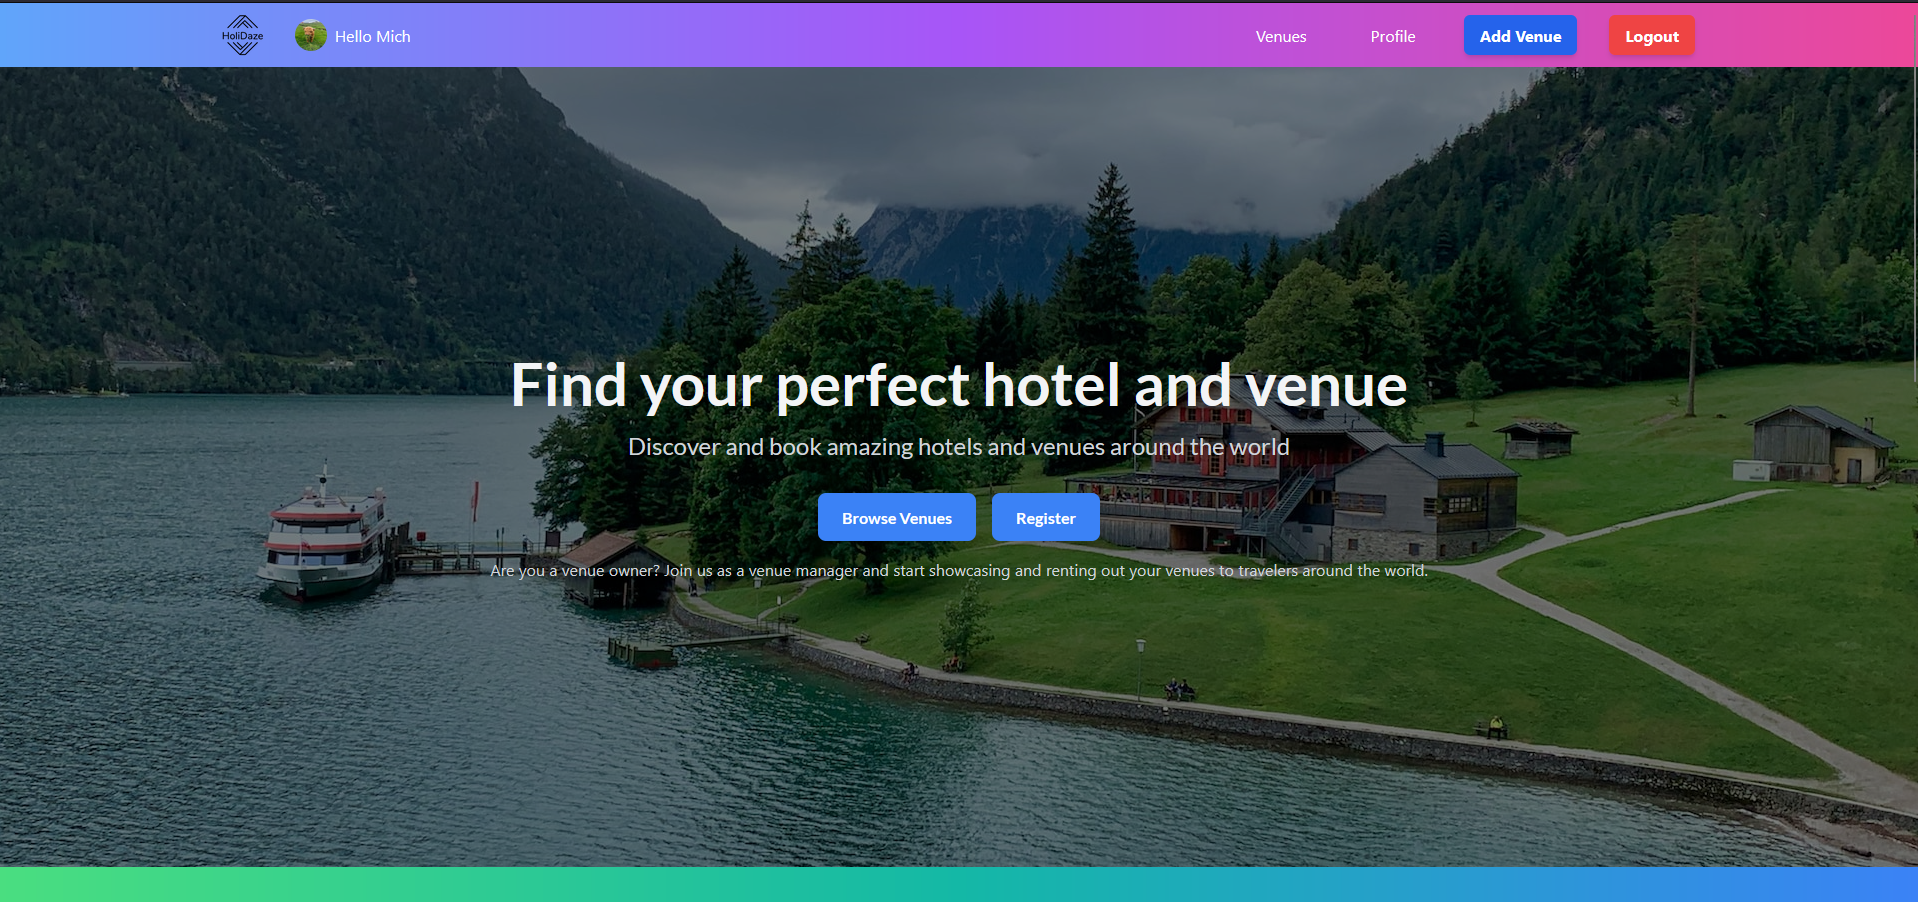 HoliDaze
Hello Mich
Venues
Profile
Add Venue
Logout
Find your perfect hotel and venue
Discover and book amazing hotels and venues around the world
Browse Venues
Register
Are you a venue owner? Join us as a venue manager and start showcasing and renting out your venues to travelers around the world.